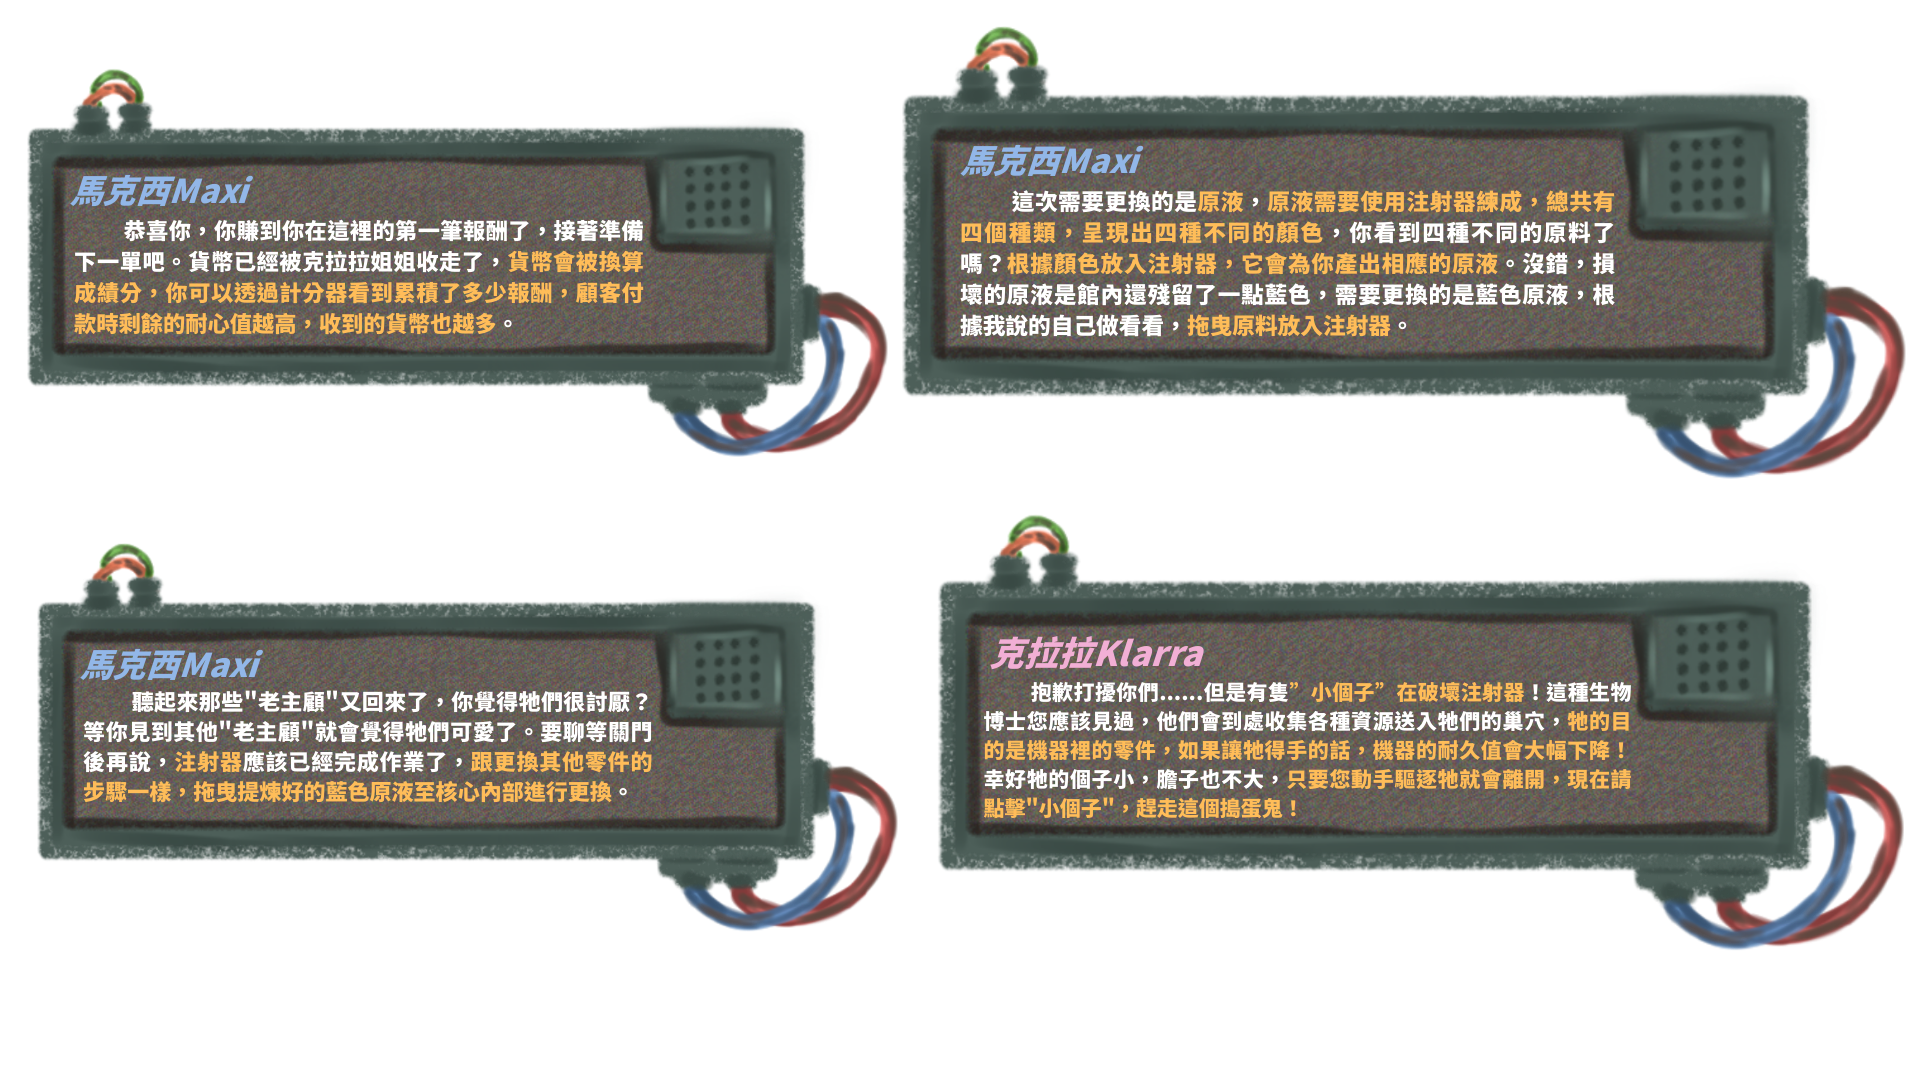 馬克西Maxi
恭喜你，你賺到你在這裡的第一筆報酬了，接著準備
下一單吧。貨幣已經被克拉拉姐姐收走了，貨幣會被換算
成績分，你可以透過計分器看到累積了多少報酬，顧客付
款時剩餘的耐心值越高，收到的貨幣也越多。
馬克西Maxi
這次需要更換的是原液，原液需要使用注射器練成，總共有
四個種類，呈現出四種不同的顏色，你看到四種不同的原料了
嗎？根據顏色放入注射器，它會為你產出相應的原液。沒錯，損
壞的原液是館內還殘留了一點藍色，需要更換的是藍色原液，根
據我說的自己做看看，拖曳原料放入注射器。
馬克西Maxi
聽起來那些"老主顧"又回來了，你覺得牠們很討厭？
等你見到其他"老主顧"就會覺得牠們可愛了。要聊等關門
後再說，注射器應該已經完成作業了，跟更換其他零件的
步驟一樣，拖曳提煉好的藍色原液至核心內部進行更換。
克拉拉Klarra
抱歉打擾你們......但是有隻”小個子”在破壞注射器！這種生物
博士您應該見過，他們會到處收集各種資源送入牠們的巢穴，牠的目
的是機器裡的零件，如果讓牠得手的話，機器的耐久值會大幅下降！
幸好牠的個子小，膽子也不大，只要您動手驅逐牠就會離開，現在請
點擊"小個子"，趕走這個搗蛋鬼！